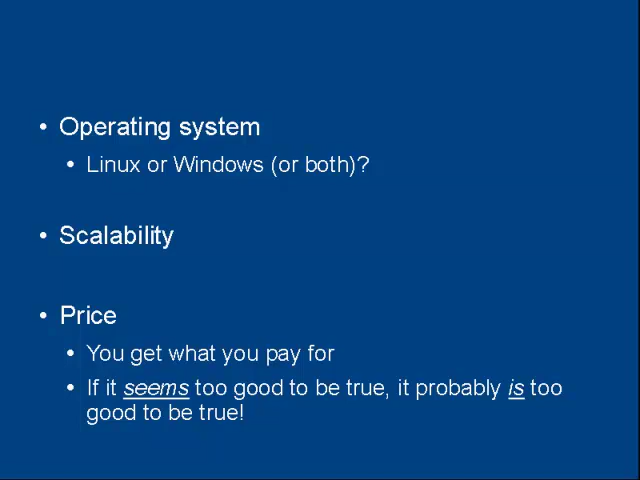 • Operating system
• Linux or Windows (or both)?
• Scalability
• Price
• You get what you pay for
• If it seems too good to be true, it probably is too
good to be true!